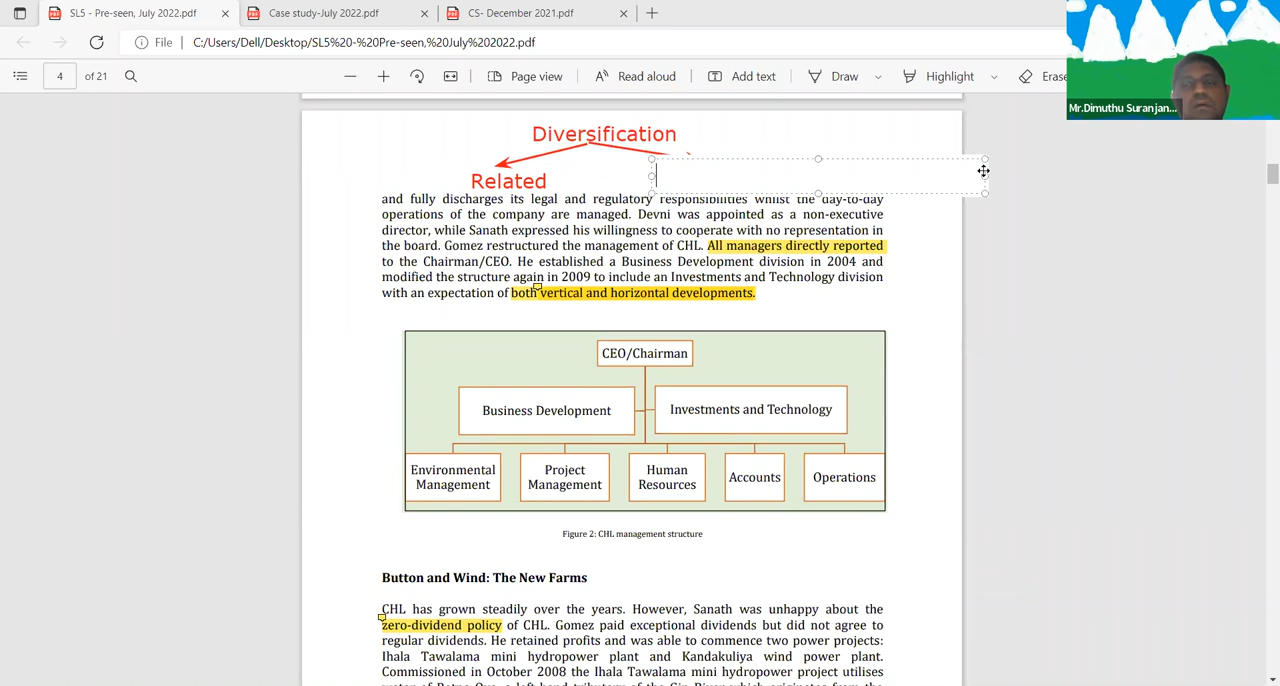 SL5 - Pre-seen, July 2022.pdf
Case study-July 2022.pdf
CS- December 2021.pdf
File
C:/Users/Dell/Desktop/SL5%20-%20Pre-seen,%20July%202022.pdf
4 of 21
Page view
Read aloud
Add text
Draw
Highlight
Erase
Mr.Dimuthu Suranjan...
Diversification
Related
and fully discharges its legal and regulatory responsibilities whilst the day-to-day
operations of the company are managed. Devni was appointed as a non-executive
director, while Sanath expressed his willingness to cooperate with no representation in
the board. Gomez restructured the management of CHL. All managers directly reported
to the Chairman/CEO. He established a Business Development division in 2004 and
modified the structure again in 2009 to include an Investments and Technology division
with an expectation of both vertical and horizontal developments.
CEO/Chairman
Business Development
Investments and Technology
Environmental
Management
Project
Management
Human
Resources
Accounts
Operations
Figure 2: CHL management structure
Button and Wind: The New Farms
CHL has grown steadily over the years. However, Sanath was unhappy about the
zero-dividend policy of CHL. Gomez paid exceptional dividends but did not agree to
regular dividends. He retained profits and was able to commence two power projects:
Ihala Tawalama mini hydropower plant and Kandakuliya wind power plant.
Commissioned in October 2008 the Ihala Tawalama mini hydropower project utilises